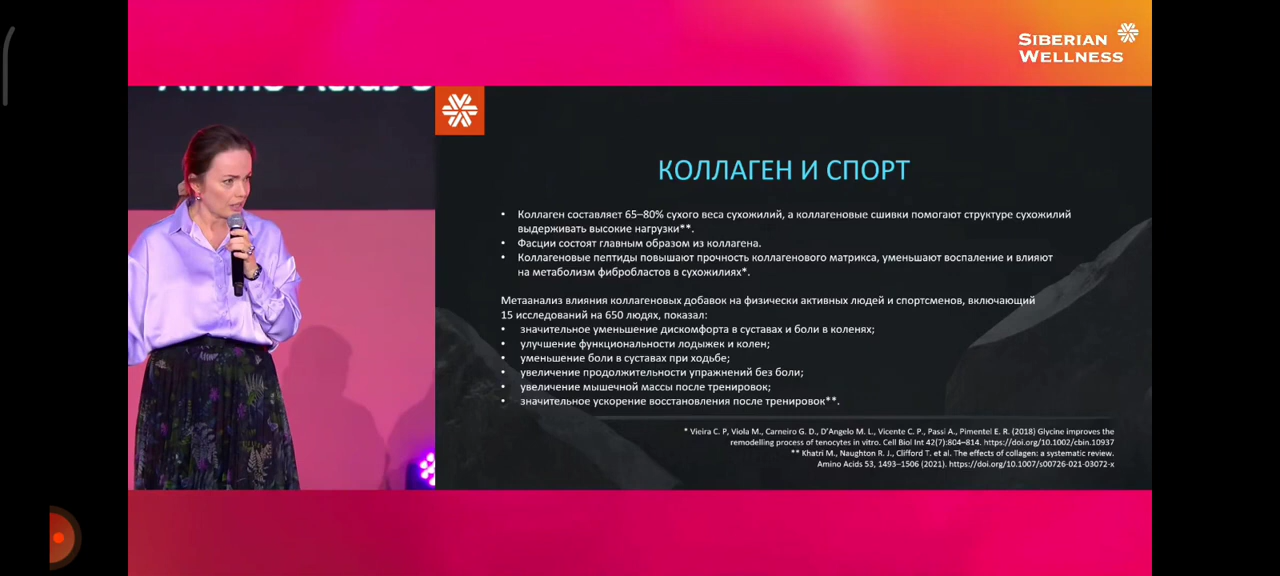 SIBERIAN
WELLNESS
КОЛЛАГЕН И СПОРТ
• Коллаген составляет 65–80% сухого веса сухожилий, а коллагеновые сшивки помогают структуре сухожилий
выдерживать высокие нагрузки**.
• Фасции состоят главным образом из коллагена.
• Коллагеновые пептиды повышают прочность коллагенового матрикса, уменьшают воспаление и влияют
на метаболизм фибробластов в сухожилиях*.
Метаанализ влияния коллагеновых добавок на физически активных людей и спортсменов, включающий
15 исследований на 650 людях, показал:
• значительное уменьшение дискомфорта в суставах и боли в коленях;
• улучшение функциональности лодыжек и колен;
• уменьшение боли в суставах при ходьбе;
• увеличение продолжительности упражнений без боли;
• увеличение мышечной массы после тренировок;
• значительное ускорение восстановления после тренировок**.
* Vieira C. P, Viola M., Carneiro G. D., D'Angelo M. L., Vicente C. P., Passi A., Pimentel E. R. (2018) Glycine improves the
remodelling process of tenocytes in vitro. Cell Biol Int 42(7):804–814. https://doi.org/10.1002/cbin.10937
** Khatri M., Naughton R. J., Clifford T. et al. The effects of collagen: a systematic review.
Amino Acids 53, 1493–1506 (2021). https://doi.org/10.1007/s00726-021-03072-x